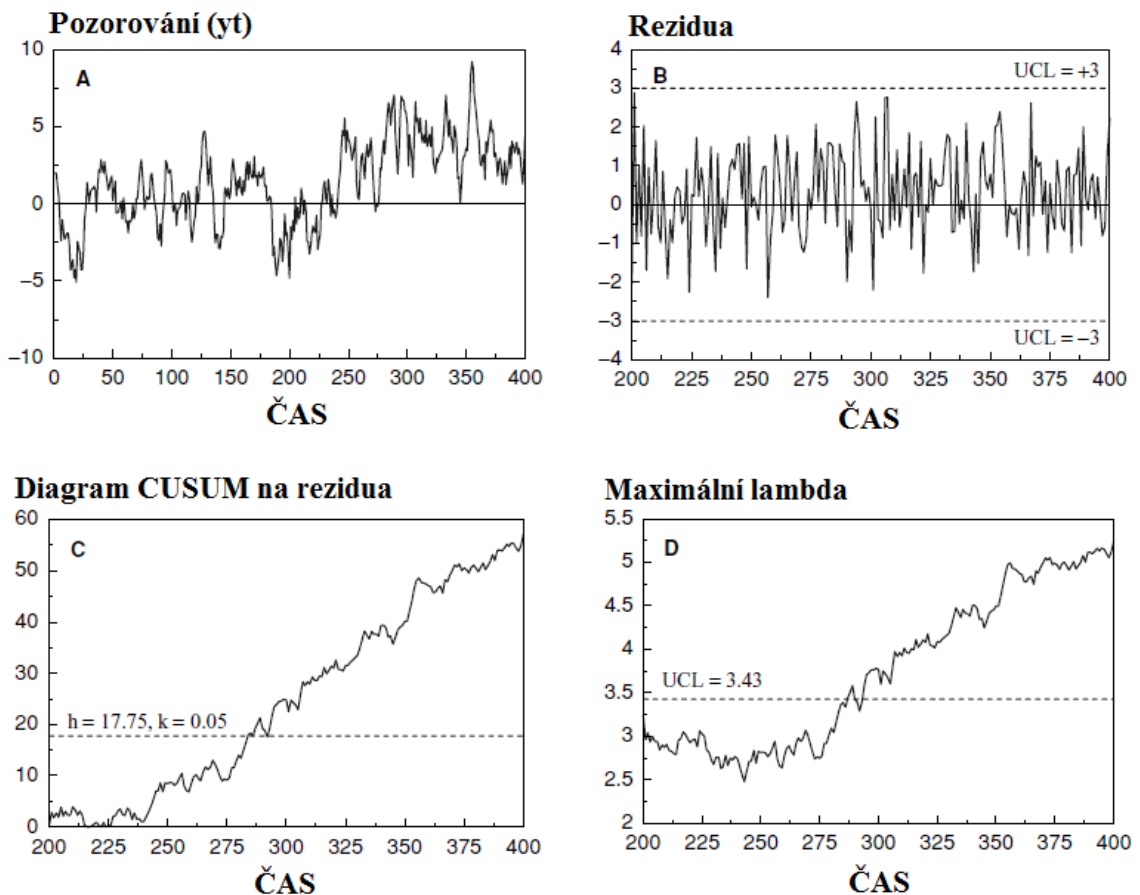 Pozorování (yt)
10
5
0
−5
−10
A
0 50 100 150 200 250 300 350 400
ČAS
Rezidua
4
3
2
1
0
−1
−2
−3
−4
B
UCL = +3
UCL = −3
200 225 250 275 300 325 350 375 400
ČAS
Diagram CUSUM na rezidua
60
50
40
30
20
10
0
C
h = 17.75, k = 0.05
200 225 250 275 300 325 350 375 400
ČAS
Maximální lambda
5.5
5
4.5
4
3.5
3
2.5
2
D
UCL = 3.43
200 225 250 275 300 325 350 375 400
ČAS